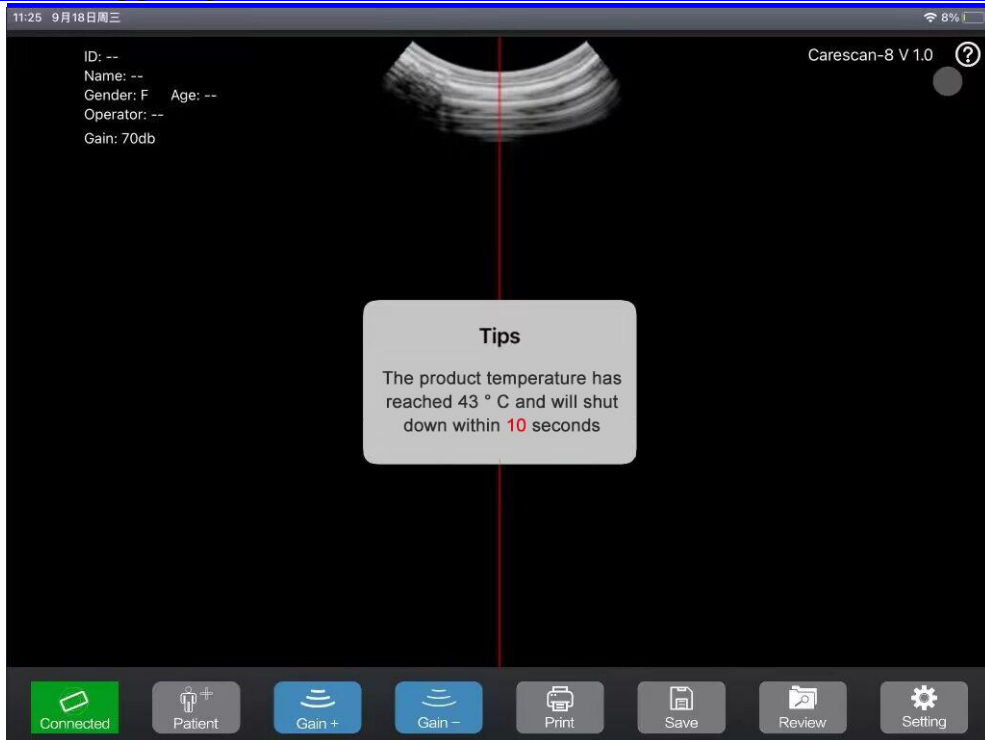 11:25 9月18日周三
8%
ID: --
Name: --
Gender: F Age: --
Operator: --
Gain: 70db
Carescan-8 V 1.0
?
Tips
The product temperature has
reached 43 ° C and will shut
down within 10 seconds
Connected
Patient
Gain +
Gain −
Print
Save
Review
Setting